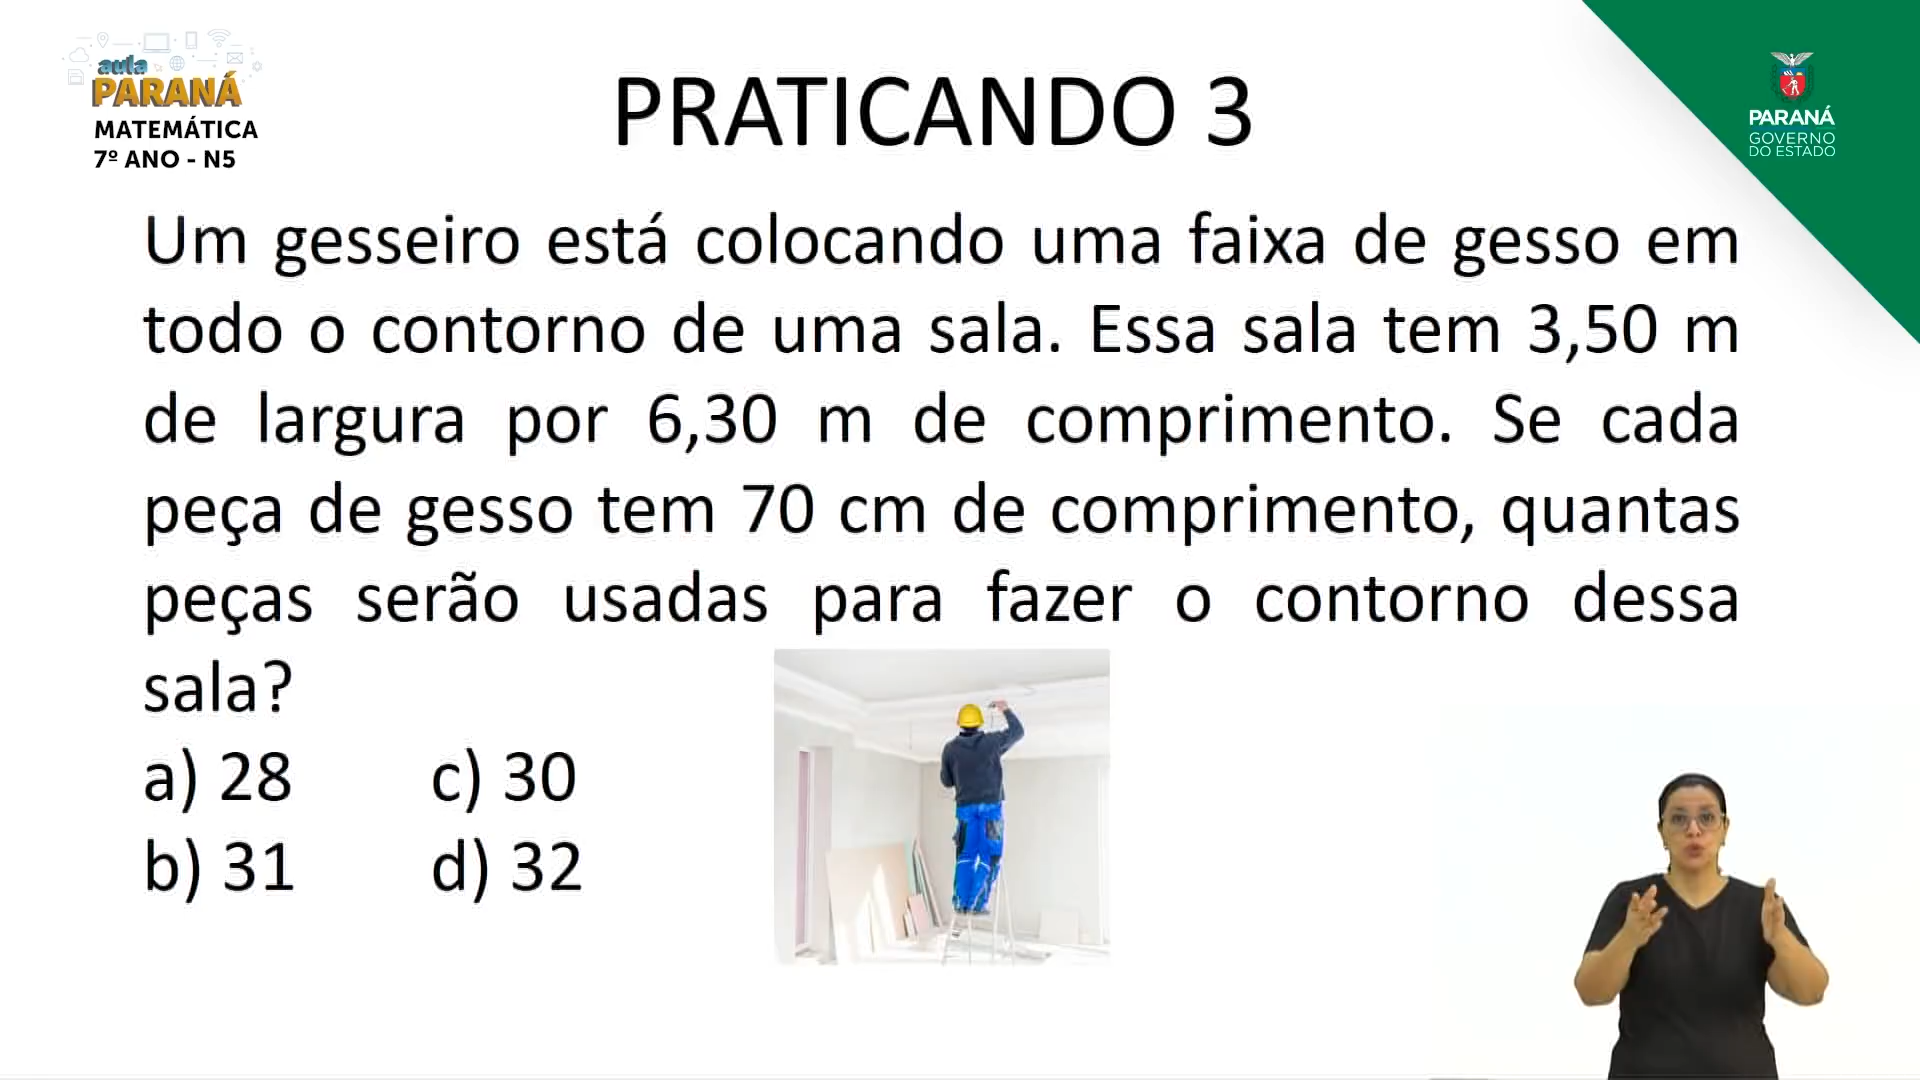 aula
PARANÁ
MATEMÁTICA
7º ANO - N5
PRATICANDO 3
PARANÁ
GOVERNO
DO ESTADO
Um gesseiro está colocando uma faixa de gesso em
todo o contorno de uma sala. Essa sala tem 3,50 m
de largura por 6,30 m de comprimento. Se cada
peça de gesso tem 70 cm de comprimento, quantas
peças serão usadas para fazer o contorno dessa
sala?
a) 28 c) 30
b) 31 d) 32